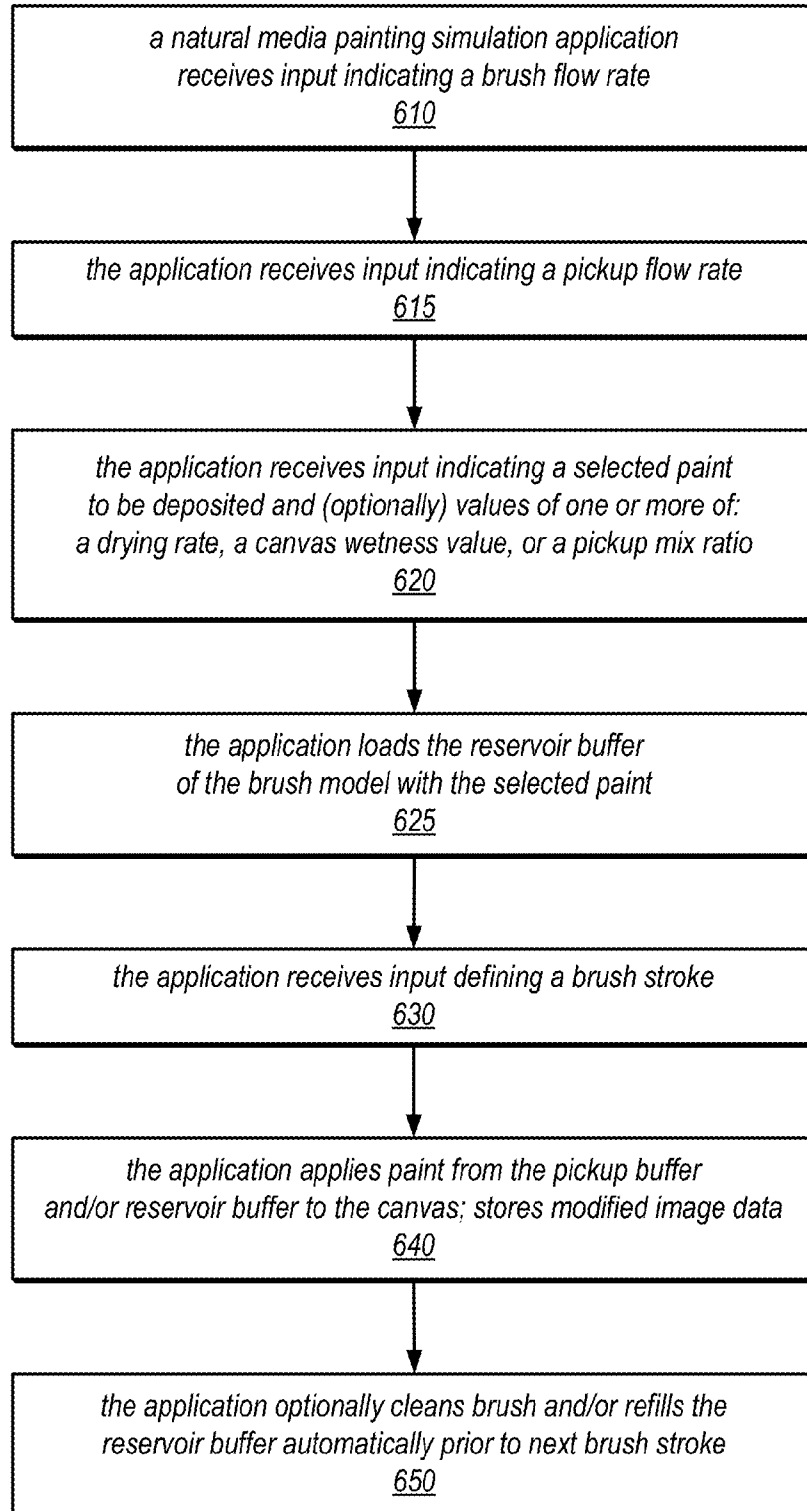 a natural media painting simulation application
receives input indicating a brush flow rate
610
the application receives input indicating a pickup flow rate
615
the application receives input indicating a selected paint
to be deposited and (optionally) values of one or more of:
a drying rate, a canvas wetness value, or a pickup mix ratio
620
the application loads the reservoir buffer
of the brush model with the selected paint
625
the application receives input defining a brush stroke
630
the application applies paint from the pickup buffer
and/or reservoir buffer to the canvas; stores modified image data
640
the application optionally cleans brush and/or refills the
reservoir buffer automatically prior to next brush stroke
650